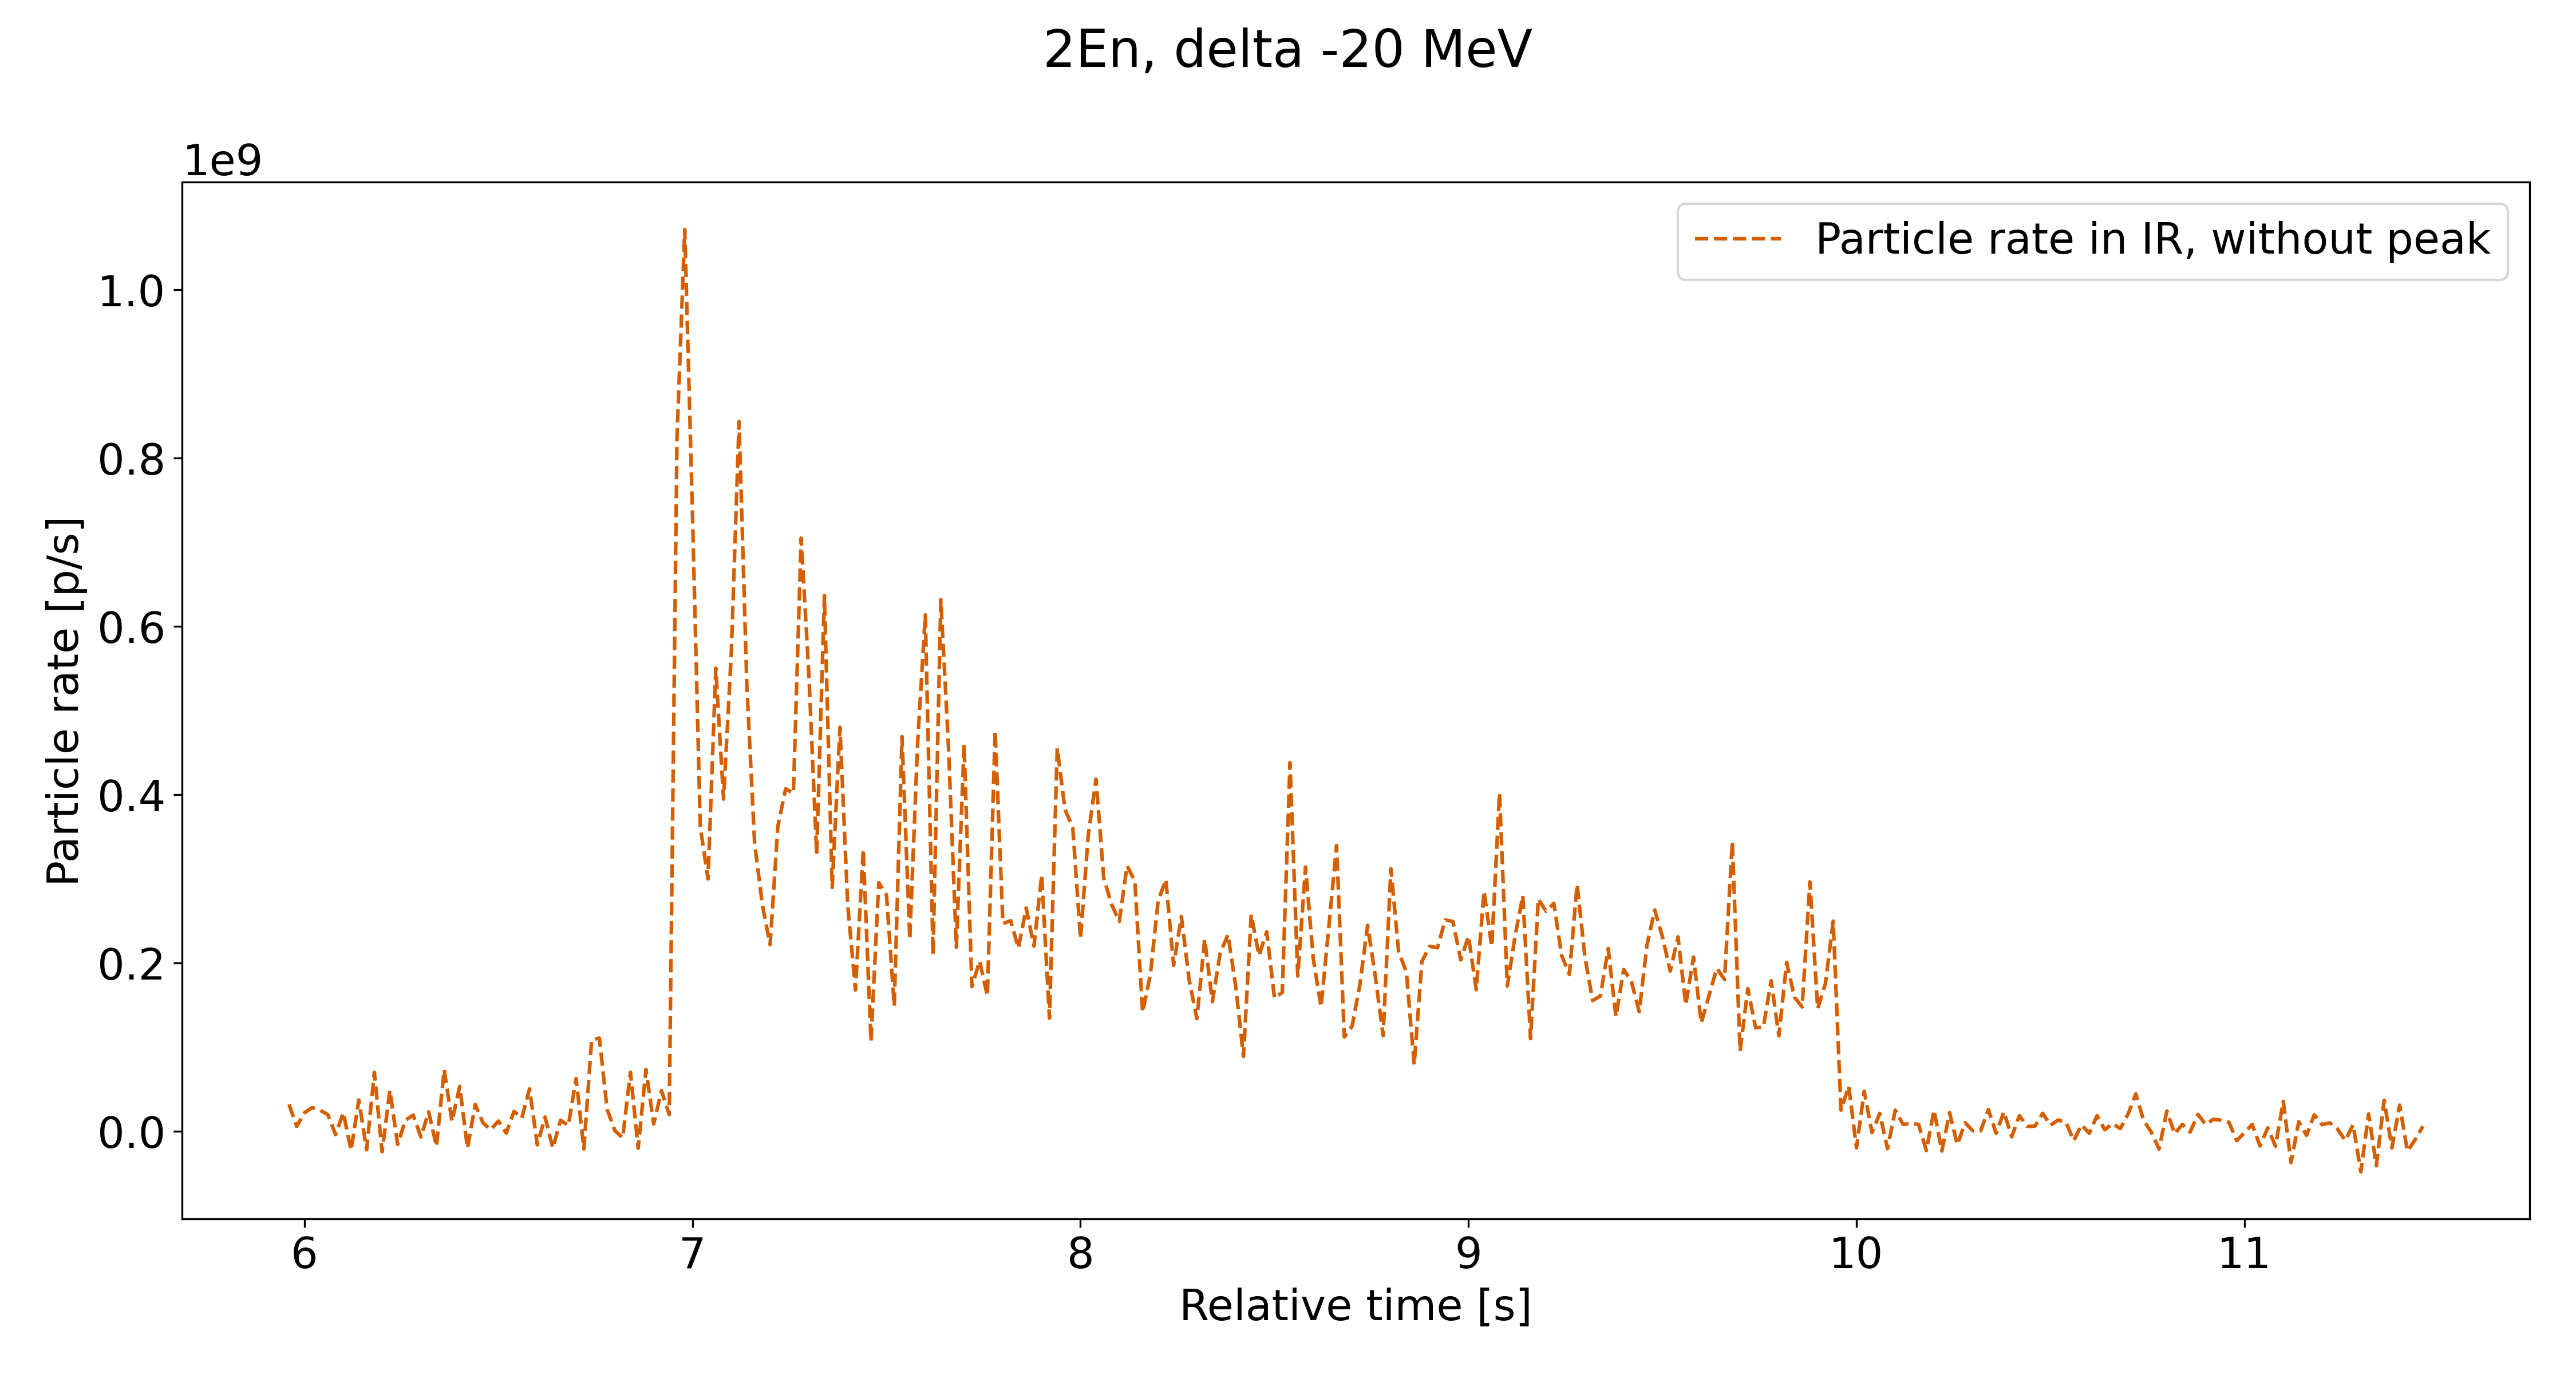 2En, delta -20 MeV
1e9
Particle rate in IR, without peak
1.0
0.8
0.6
0.4
0.2
0.0
Particle rate [p/s]
6 7 8 9 10 11
Relative time [s]